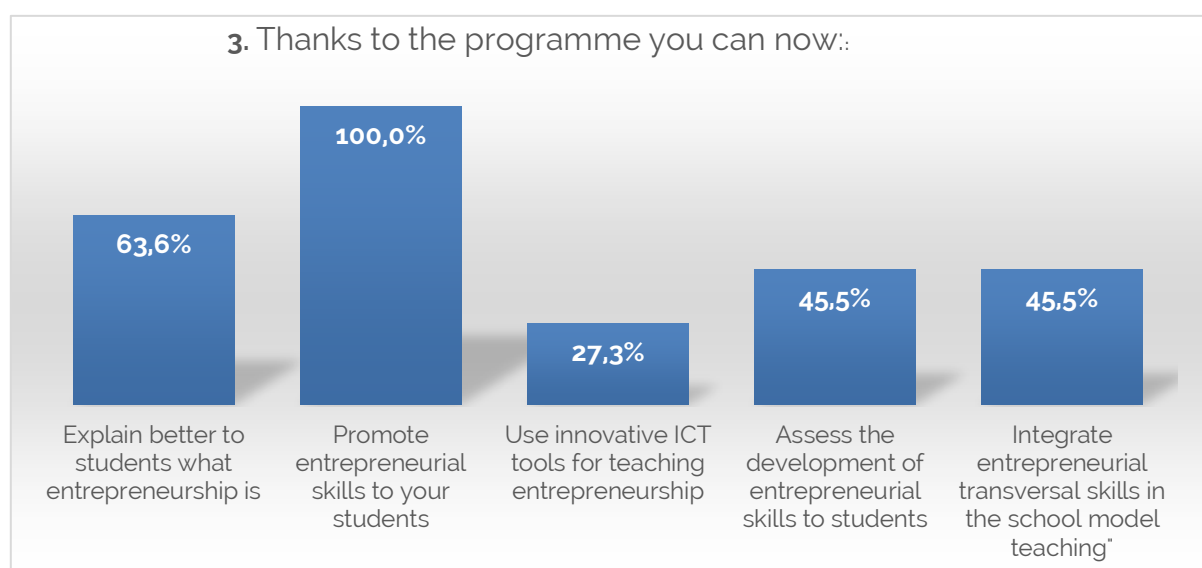 3. Thanks to the programme you can now::
63,6%
100,0%
27,3%
45,5%
45,5%
Explain better to
students what
entrepreneurship is
Promote
entrepreneurial
skills to your
students
Use innovative ICT
tools for teaching
entrepreneurship
Assess the
development of
entrepreneurial
skills to students
Integrate
entrepreneurial
transversal skills in
the school model
teaching"